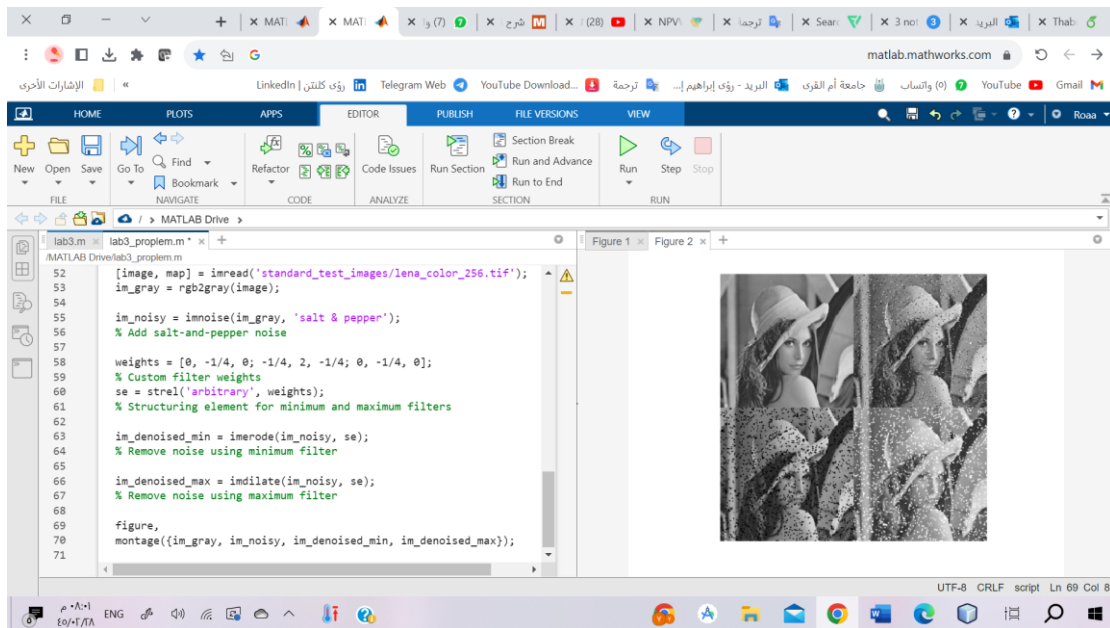 × MATl × MATl × (7) و × شرح × (28) × NPV\ × ترجما × Sear × 3 not × البريد × Thab
matlab.mathworks.com
الإشارات الأخرى » رؤى كلنتن | LinkedIn Telegram Web YouTube Download... ترجمة البريد - رؤى إبراهيم إ... جامعة أم القرى (٥) واتساب YouTube Gmail
HOME PLOTS APPS EDITOR PUBLISH FILE VERSIONS VIEW Roaa
New Open Save Go To Find Bookmark Refactor Code Issues Run Section Section Break Run and Advance Run to End Run Step Stop
FILE NAVIGATE CODE ANALYZE SECTION RUN
/ > MATLAB Drive >
lab3.m × lab3_proplem.m * × + Figure 1 × Figure 2 × +
/MATLAB Drive/lab3_proplem.m
52 [image, map] = imread('standard_test_images/lena_color_256.tif');
53 im_gray = rgb2gray(image);
54
55 im_noisy = imnoise(im_gray, 'salt & pepper');
56 % Add salt-and-pepper noise
57
58 weights = [0, -1/4, 0; -1/4, 2, -1/4; 0, -1/4, 0];
59 % Custom filter weights
60 se = strel('arbitrary', weights);
61 % Structuring element for minimum and maximum filters
62
63 im_denoised_min = imerode(im_noisy, se);
64 % Remove noise using minimum filter
65
66 im_denoised_max = imdilate(im_noisy, se);
67 % Remove noise using maximum filter
68
69 figure,
70 montage({im_gray, im_noisy, im_denoised_min, im_denoised_max});
71
UTF-8 CRLF script Ln 69 Col 8
ENG